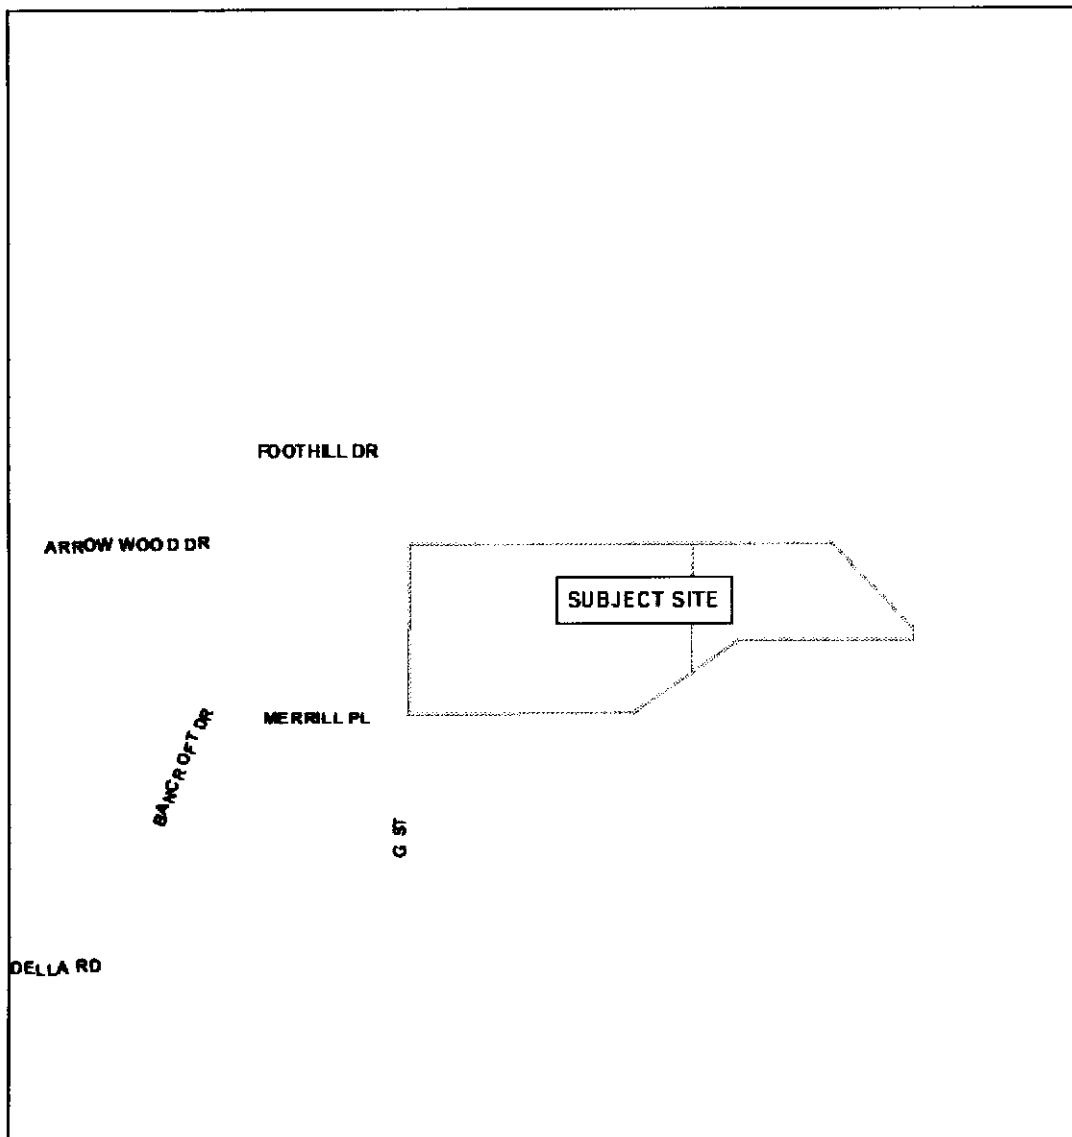 FOOTHILL DR
ARROW WOOD DR
SUBJECT SITE
MERRILL PL
BANCROFT DR
G ST
DELLA RD